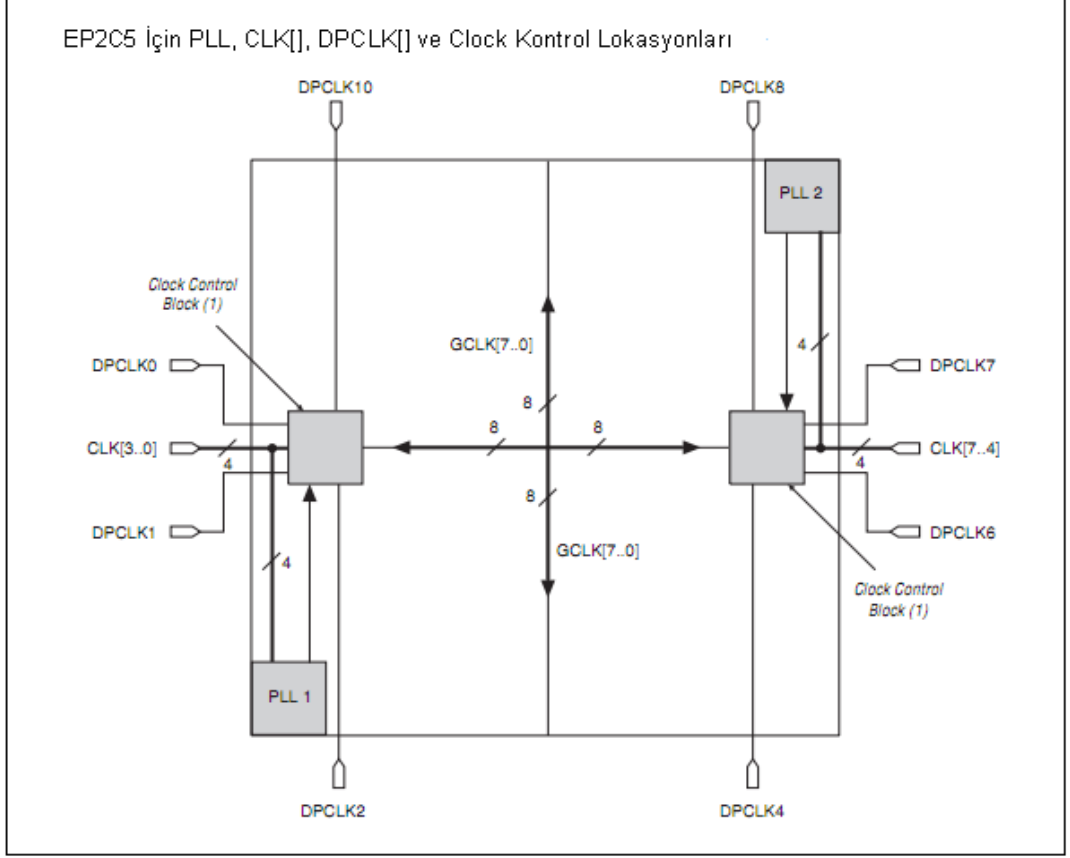 EP2C5 İçin PLL, CLK[], DPCLK[] ve Clock Kontrol Lokasyonları
DPCLK10
DPCLK8
PLL 2
Clock Control
Block (1)
GCLK[7..0]
4
DPCLK0
DPCLK7
8
8
8
CLK[3..0]
4
CLK[7..4]
4
8
DPCLK1
DPCLK6
GCLK[7..0]
4
Clock Control
Block (1)
PLL 1
DPCLK2
DPCLK4